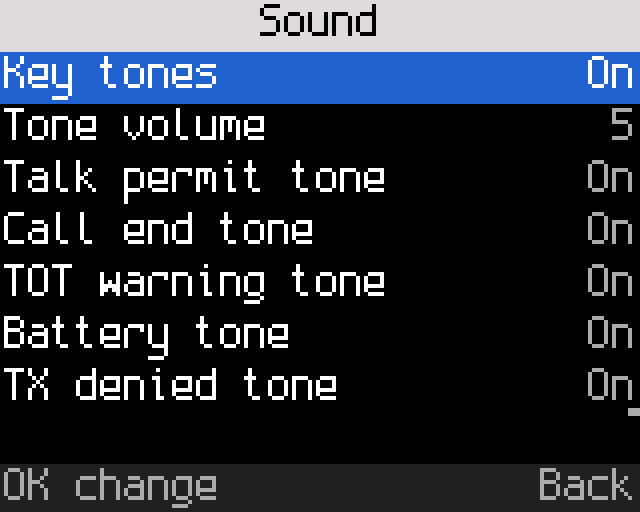 Sound
Key tones On
Tone volume 5
Talk permit tone On
Call end tone On
TOT warning tone On
Battery tone On
TX denied tone On
OK change Back